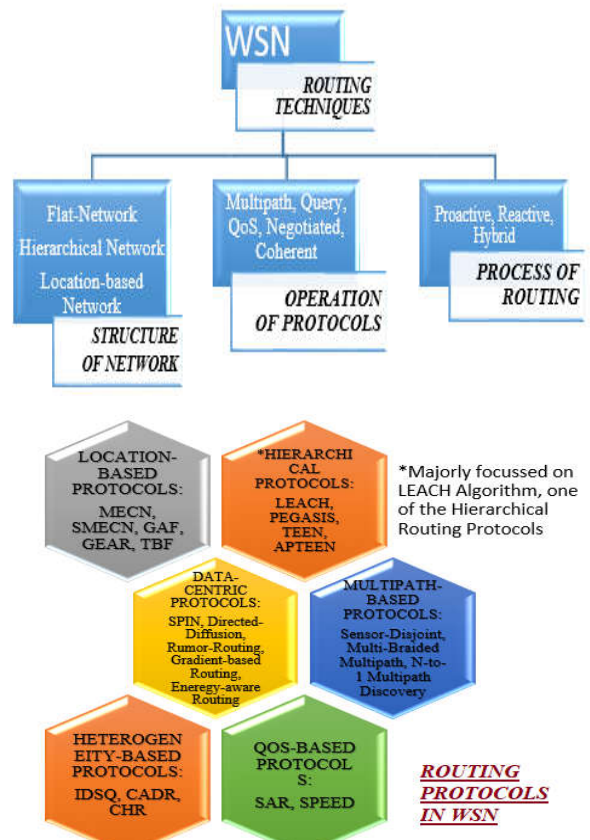 WSN
ROUTING
TECHNIQUES
Flat-Network
Hierarchical Network
Location-based
Network
STRUCTURE
OF NETWORK
Multipath, Query,
QoS, Negotiated,
Coherent
OPERATION
OF PROTOCOLS
Proactive, Reactive,
Hybrid
PROCESS OF
ROUTING
LOCATION-
BASED
PROTOCOLS:
MECN,
SMECN, GAF,
GEAR, TBF
*HIERARCHI
CAL
PROTOCOLS:
LEACH,
PEGASIS,
TEEN,
APTEEN
*Majorly focussed on
LEACH Algorithm, one
of the Hierarchical
Routing Protocols
DATA-
CENTRIC
PROTOCOLS:
SPIN, Directed-
Diffusion,
Rumor-Routing,
Gradient-based
Routing,
Eneregy-aware
Routing
MULTIPATH-
BASED
PROTOCOLS:
Sensor-Disjoint,
Multi-Braided
Multipath, N-to-
1 Multipath
Discovery
HETEROGEN
EITY-BASED
PROTOCOLS:
IDSQ, CADR,
CHR
QOS-BASED
PROTOCOL
S:
SAR, SPEED
ROUTING
PROTOCOLS
IN WSN